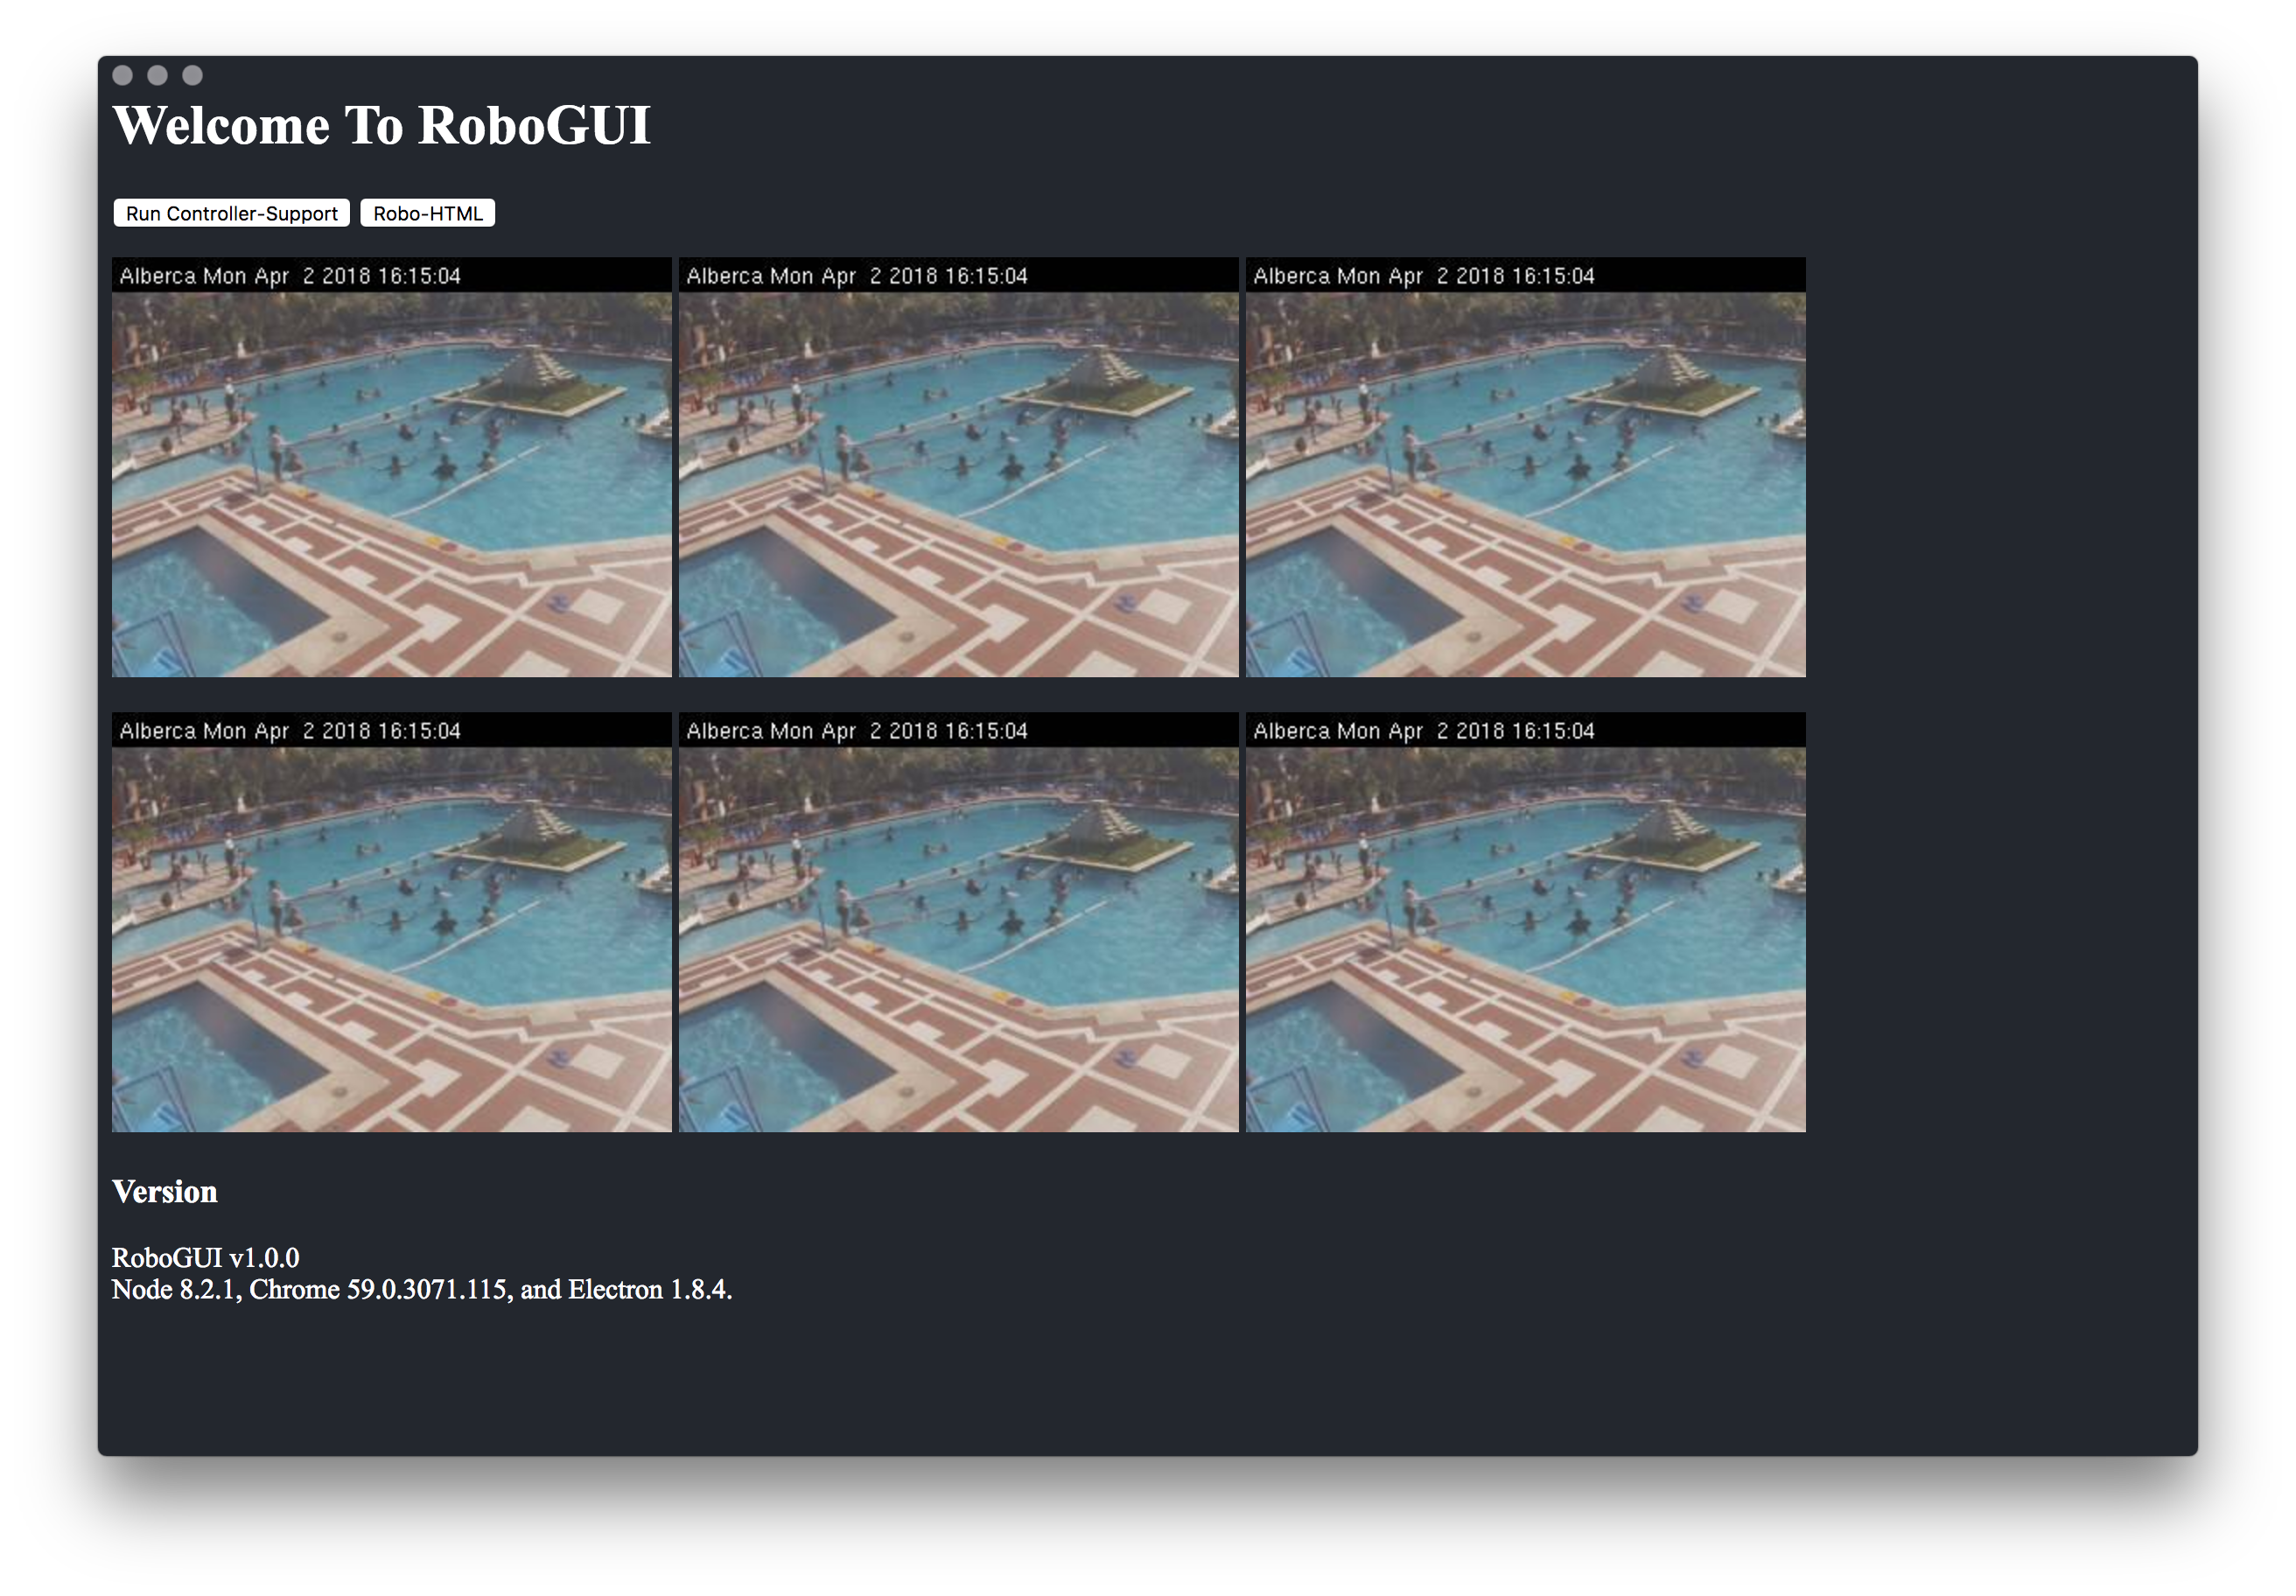 Welcome To RoboGUI
Run Controller-Support Robo-HTML
Alberca Mon Apr  2 2018 16:15:04 Alberca Mon Apr  2 2018 16:15:04 Alberca Mon Apr  2 2018 16:15:04
Alberca Mon Apr  2 2018 16:15:04 Alberca Mon Apr  2 2018 16:15:04 Alberca Mon Apr  2 2018 16:15:04
Version
RoboGUI v1.0.0
Node 8.2.1, Chrome 59.0.3071.115, and Electron 1.8.4.